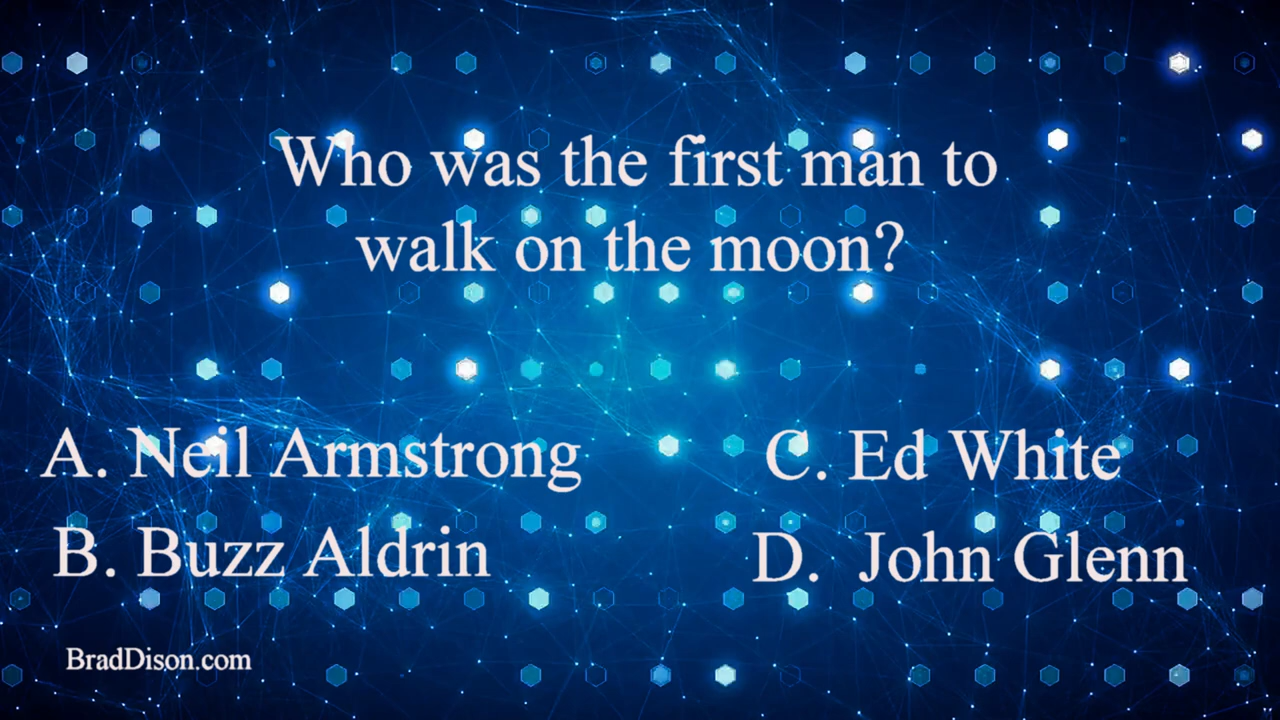 Who was the first man to
walk on the moon?
A. Neil Armstrong
B. Buzz Aldrin
C. Ed White
D. John Glenn
BradDison.com